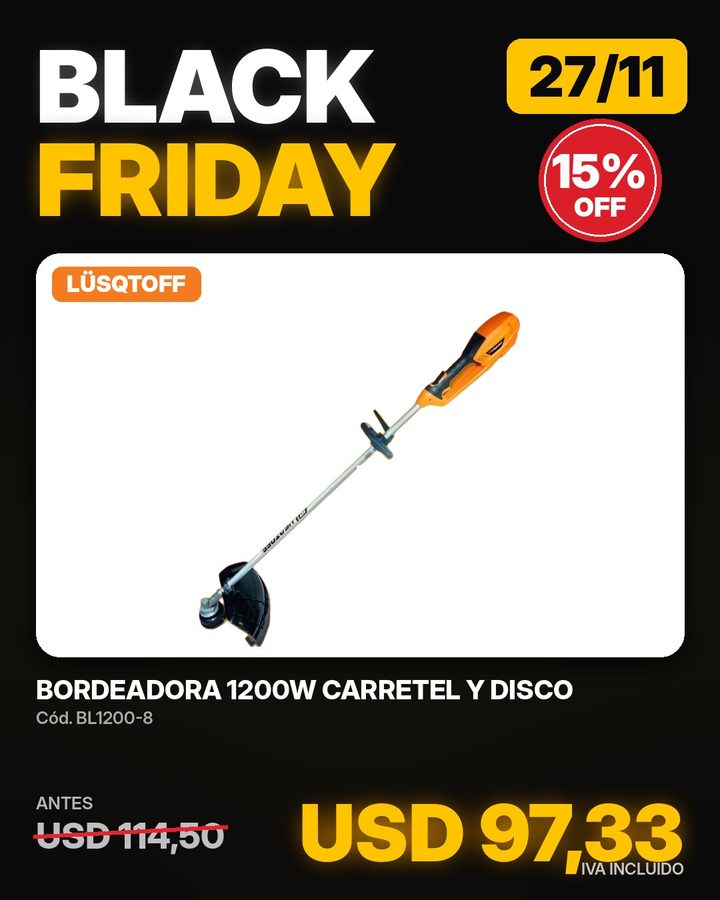 BLACK
FRIDAY
27/11
15%
OFF
LÜSQTOFF
BORDEADORA 1200W CARRETEL Y DISCO
Cód. BL1200-8
ANTES
USD 114,50
USD 97,33
IVA INCLUIDO